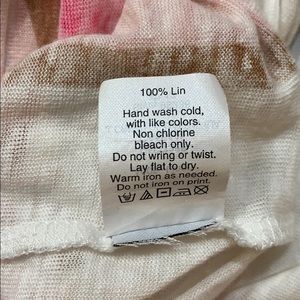 100% Lin
Hand wash cold,
with like colors.
Non chlorine
bleach only.
Do not wring or twist.
Lay flat to dry.
Warm iron as needed.
Do not iron on print.